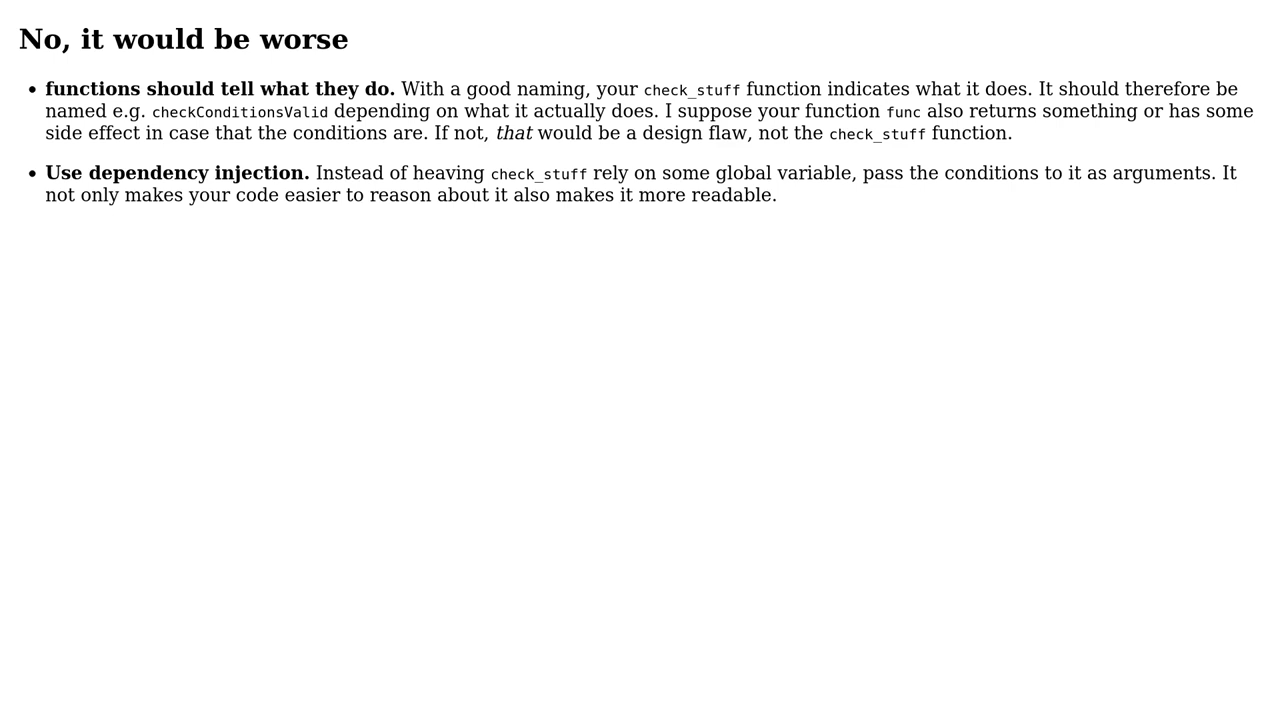 No, it would be worse
• functions should tell what they do. With a good naming, your check_stuff function indicates what it does. It should therefore be
named e.g. checkConditionsValid depending on what it actually does. I suppose your function func also returns something or has some
side effect in case that the conditions are. If not, that would be a design flaw, not the check_stuff function.
• Use dependency injection. Instead of heaving check_stuff rely on some global variable, pass the conditions to it as arguments. It
not only makes your code easier to reason about it also makes it more readable.